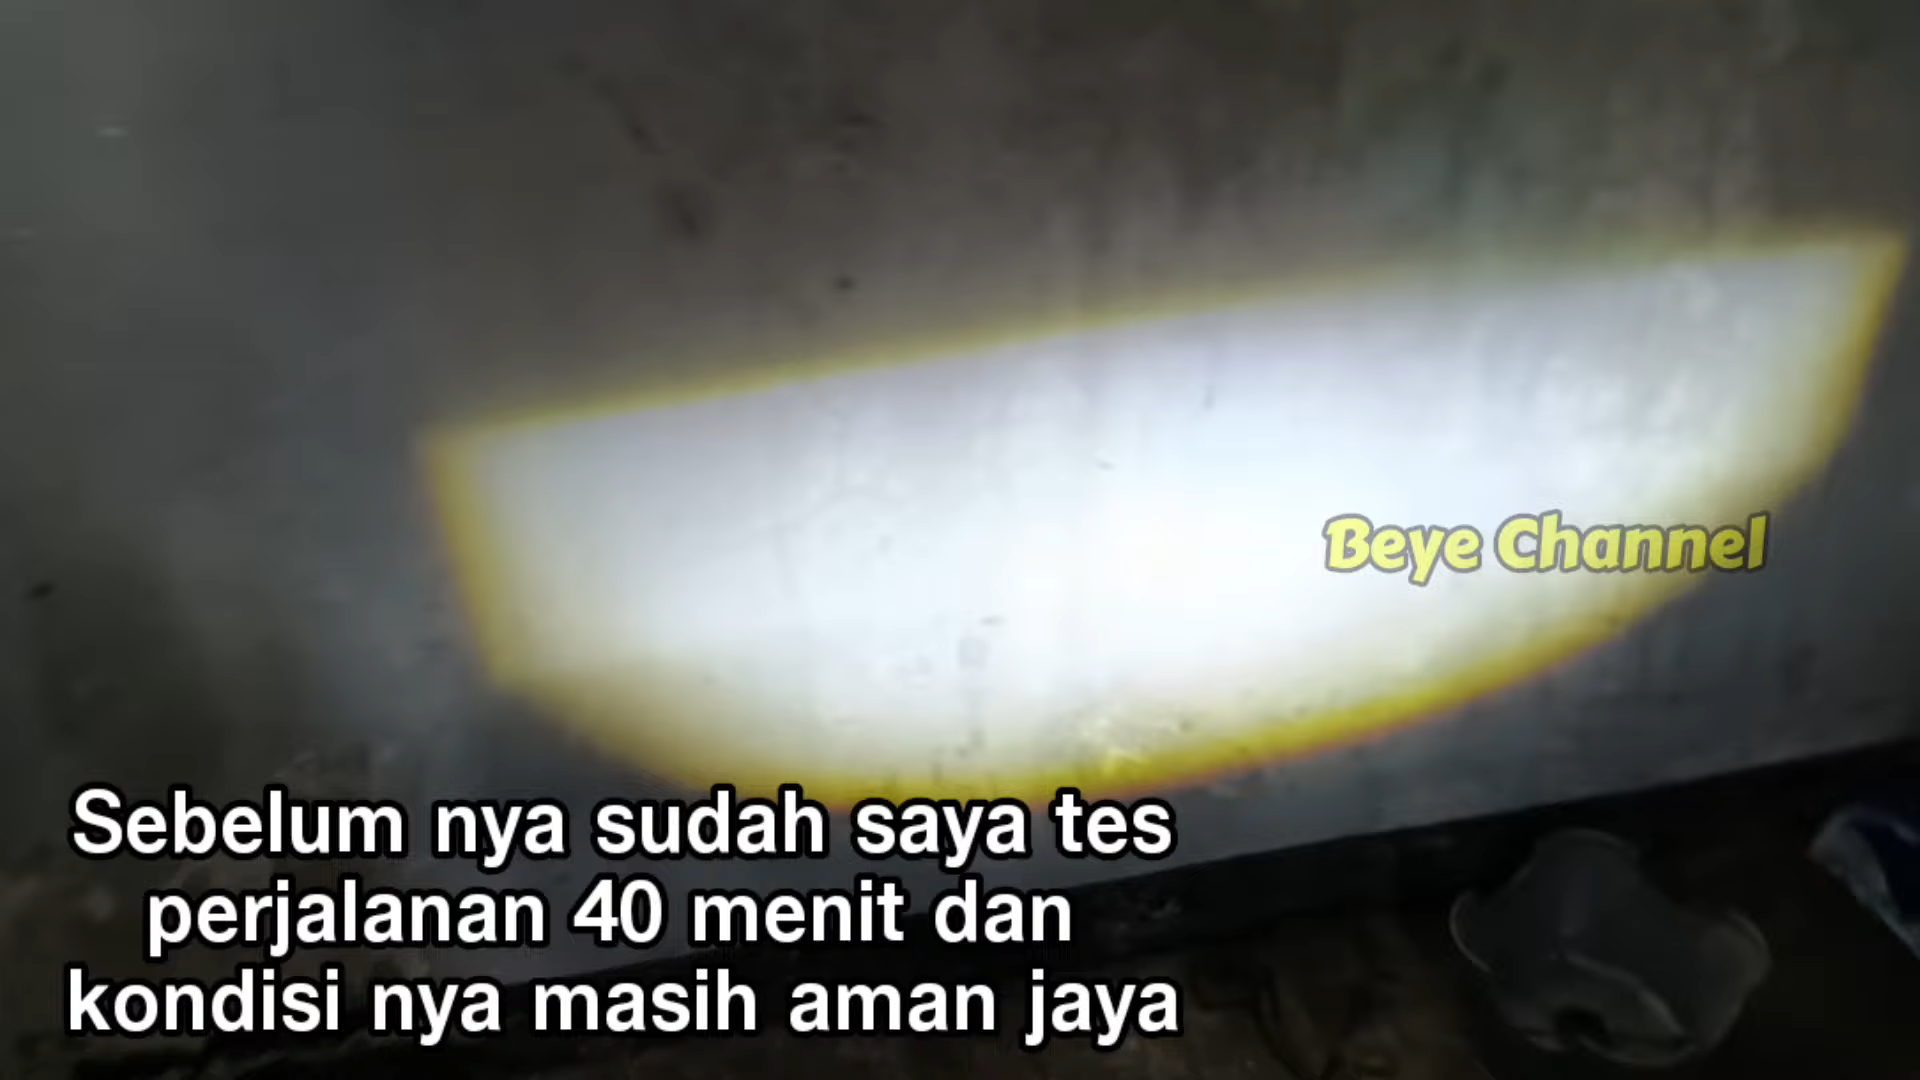 Beye Channel
Sebelum nya sudah saya tes
perjalanan 40 menit dan
kondisi nya masih aman jaya